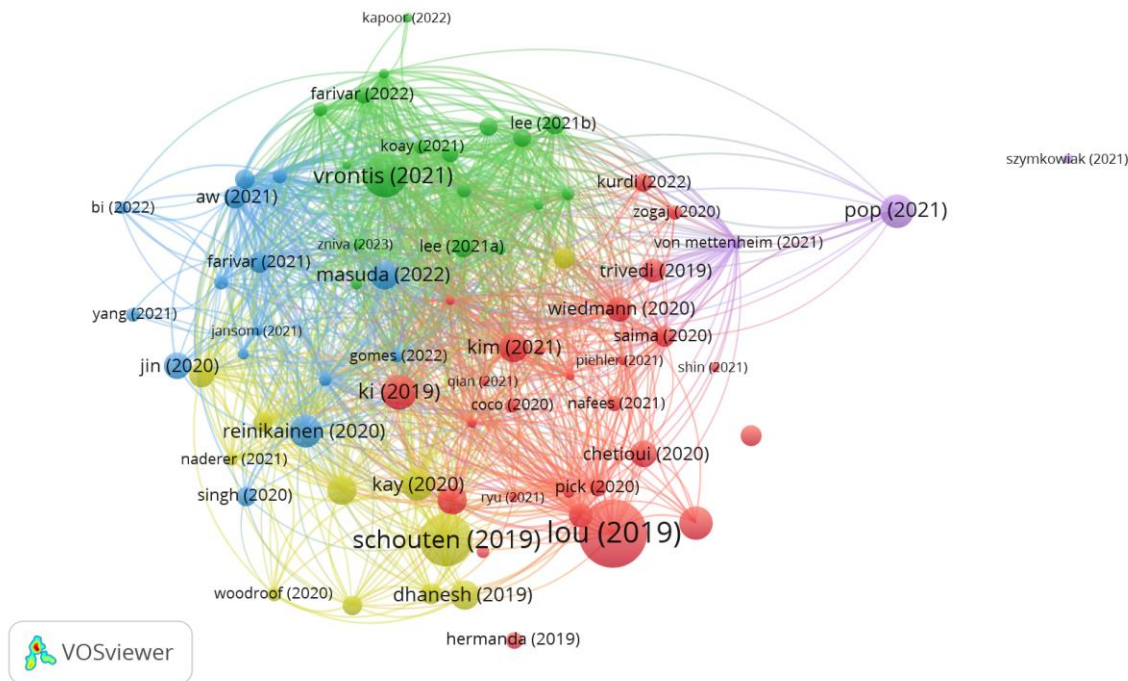 kapoor (2022)
farivar (2022)
lee (2021b)
koay (2021)
szymkowiak (2021)
vrontis (2021)
kurdi (2022)
aw (2021)
bi (2022)
zogaj (2020)
pop (2021)
zniva (2023)
lee (2021a)
von mettenheim (2021)
farivar (2021)
masuda (2022)
trivedi (2019)
wiedmann (2020)
yang (2021)
jansom (2021)
saima (2020)
kim (2021)
gomes (2022)
piehler (2021)
jin (2020)
shin (2021)
qian (2021)
ki (2019)
coco (2020)
nafees (2021)
reinikainen (2020)
chetioui (2020)
naderer (2021)
kay (2020)
pick (2020)
singh (2020)
ryu (2021)
schouten (2019)
lou (2019)
woodroof (2020)
dhanesh (2019)
hermanda (2019)
VOSviewer